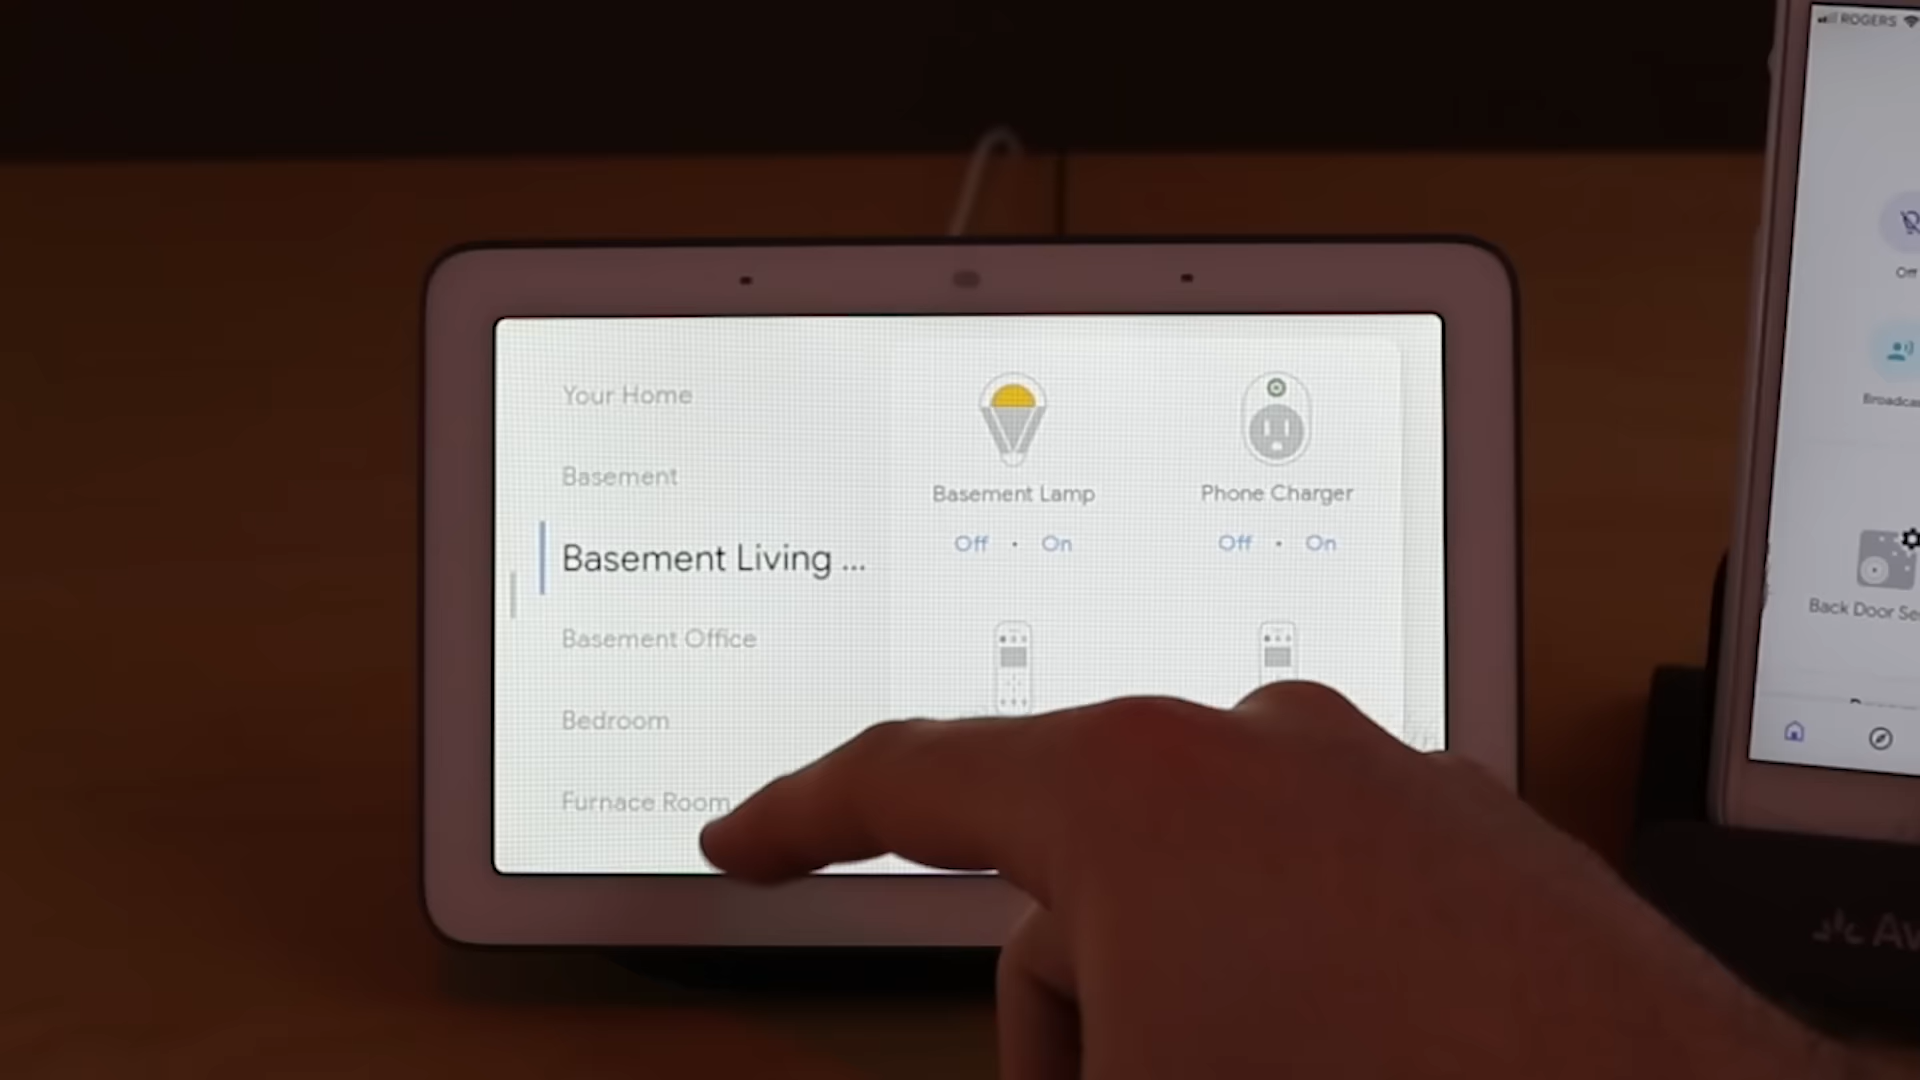 Your Home
Basement
Basement Living ...
Basement Office
Bedroom
Furnace Room
Basement Lamp
Off · On
Phone Charger
Off · On
ROGERS
Off
Back Door Se